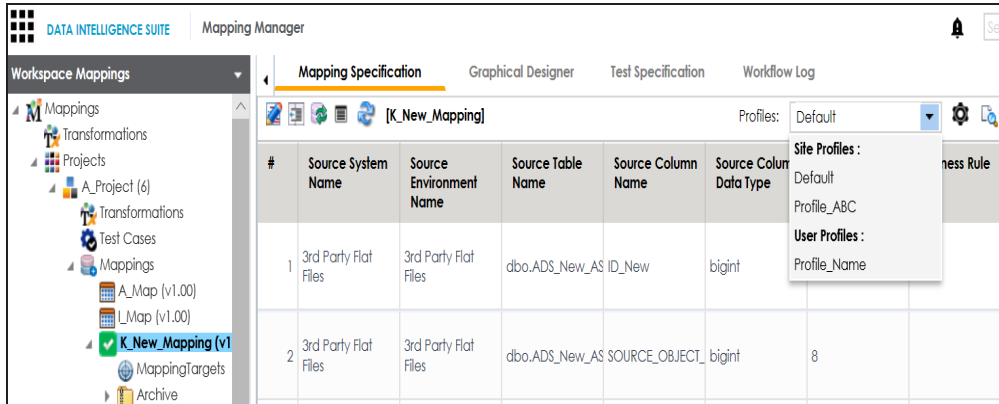 DATA INTELLIGENCE SUITE
Mapping Manager
Se
Workspace Mappings
Mapping Specification
Graphical Designer
Test Specification
Workflow Log
Mappings
Transformations
Projects
A_Project (6)
Transformations
Test Cases
Mappings
A_Map (v1.00)
I_Map (v1.00)
K_New_Mapping (v1
MappingTargets
Archive
[K_New_Mapping]
Profiles:
Default
Site Profiles :
Default
Profile_ABC
User Profiles :
Profile_Name
#
Source System
Name
Source
Environment
Name
Source Table
Name
Source Column
Name
Source Colum
Data Type
ness Rule
1
3rd Party Flat
Files
3rd Party Flat
Files
dbo.ADS_New_AS
ID_New
bigint
2
3rd Party Flat
Files
3rd Party Flat
Files
dbo.ADS_New_AS
SOURCE_OBJECT_
bigint
8